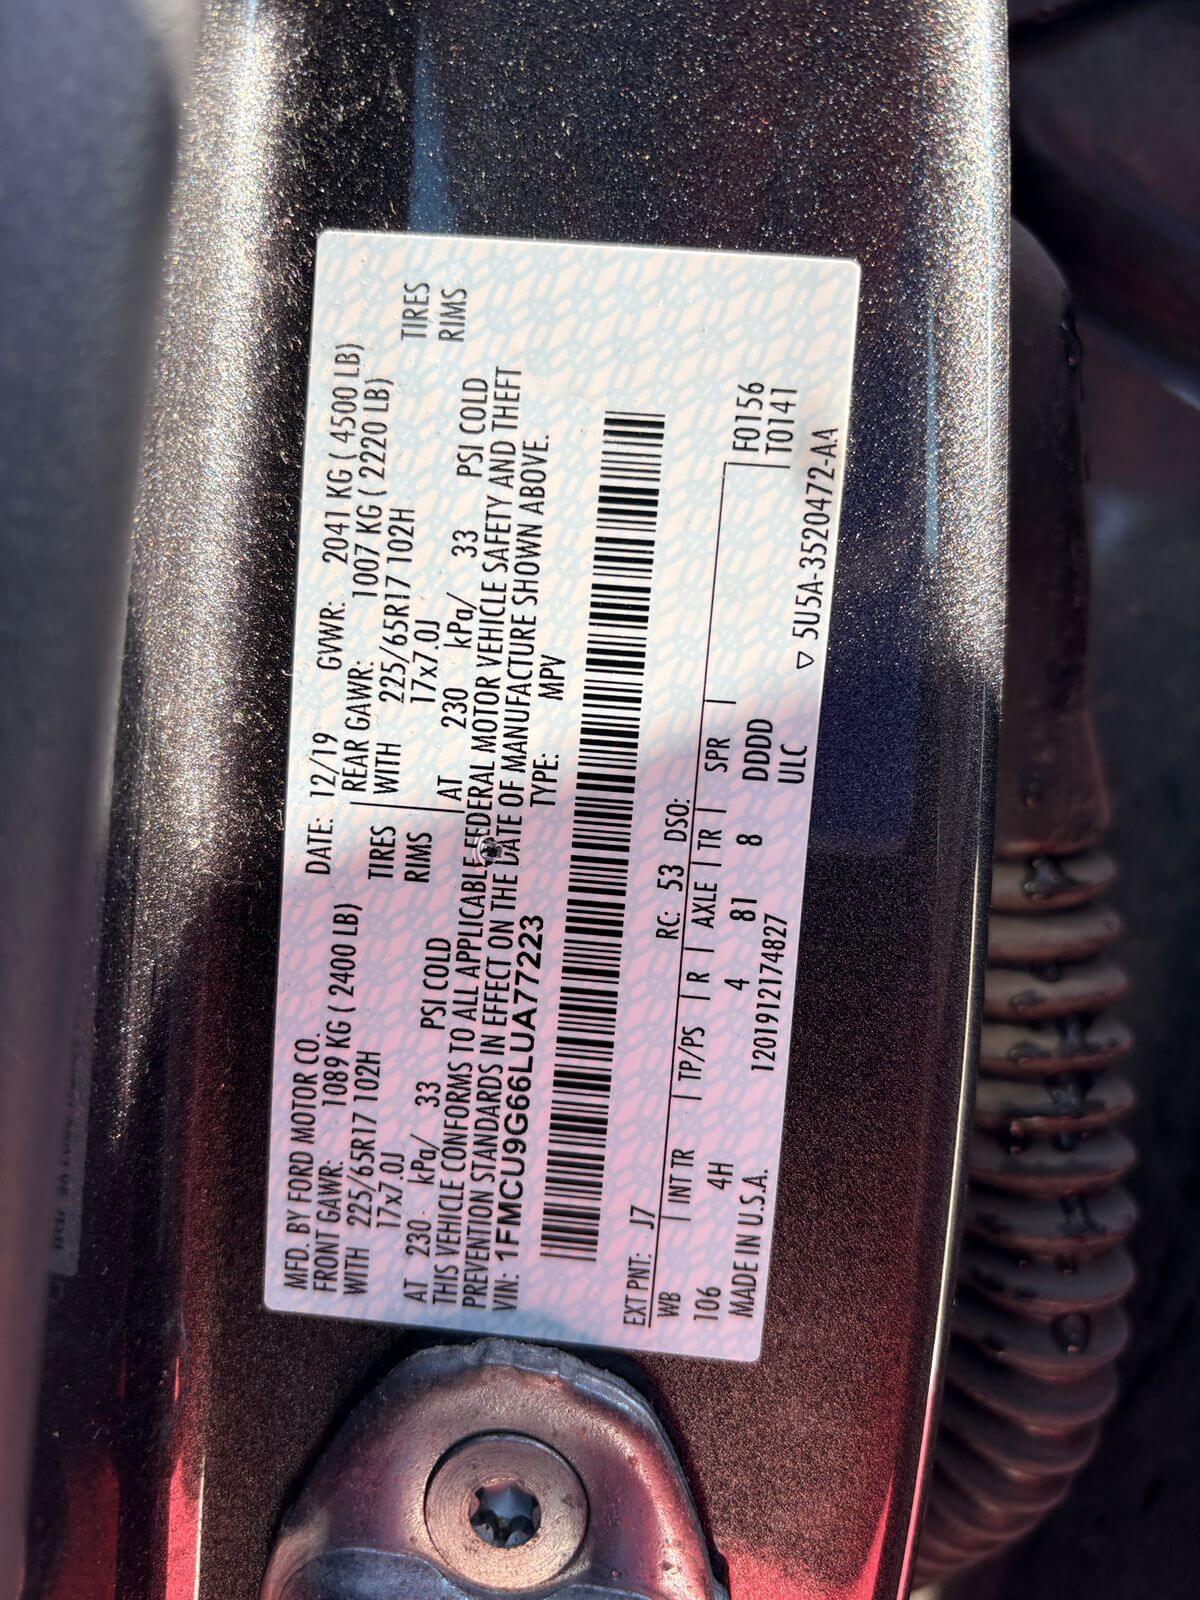 MFD. BY FORD MOTOR CO. DATE: 12/19 GVWR: 2041 KG ( 4500 LB)
FRONT GAWR: 1089 KG ( 2400 LB) REAR GAWR: 1007 KG ( 2220 LB)
WITH 225/65R17 102H TIRES WITH 225/65R17 102H TIRES
17x7.0J RIMS 17x7.0J RIMS
AT 230 kPa/ 33 PSI COLD AT 230 kPa/ 33 PSI COLD
THIS VEHICLE CONFORMS TO ALL APPLICABLE FEDERAL MOTOR VEHICLE SAFETY AND THEFT
PREVENTION STANDARDS IN EFFECT ON THE DATE OF MANUFACTURE SHOWN ABOVE.
VIN: 1FMCU9G66LUA77223 TYPE: MPV
EXT PNT: J7 RC: 53 DSO:
WB | INT TR | TP/PS | R | AXLE | TR | SPR | F0156
106 4H 4 81 8 DDDD T0141
MADE IN U.S.A. 120191217 4827 ULC
▽ 5U5A-3520472-AA